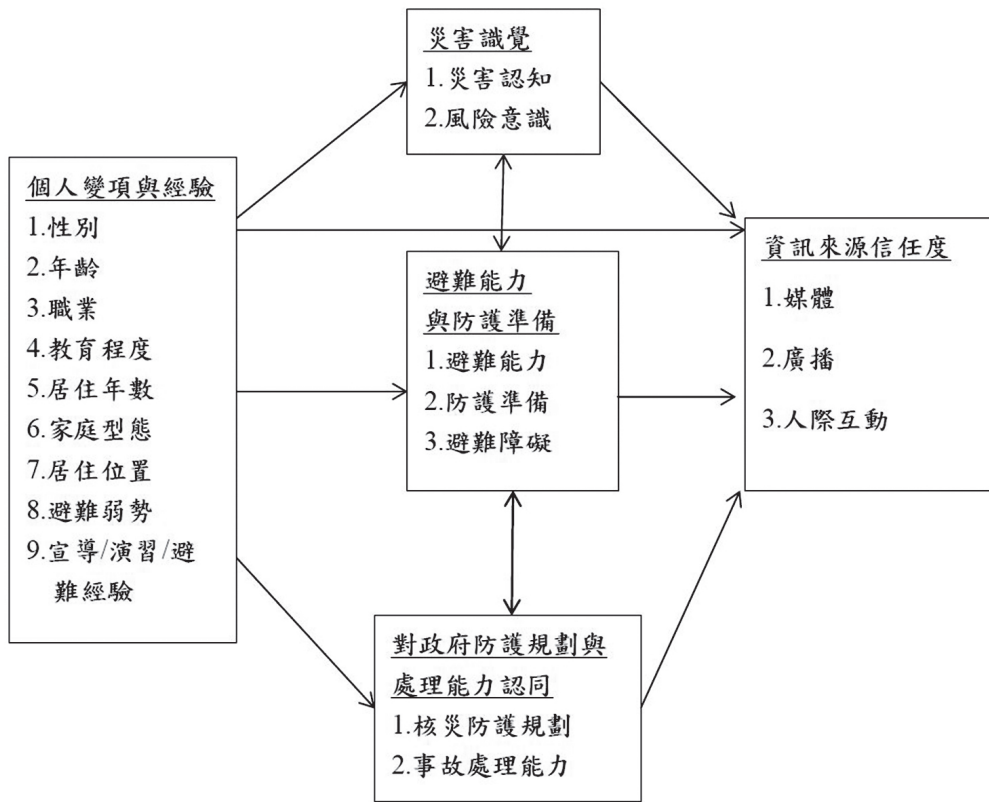 災害識覺
1.災害認知
2.風險意識
個人變項與經驗
1.性別
2.年齡
3.職業
4.教育程度
5.居住年數
6.家庭型態
7.居住位置
8.避難弱勢
9.宣導/演習/避
難經驗
避難能力
與防護準備
1.避難能力
2.防護準備
3.避難障礙
資訊來源信任度
1.媒體
2.廣播
3.人際互動
對政府防護規劃與
處理能力認同
1.核災防護規劃
2.事故處理能力